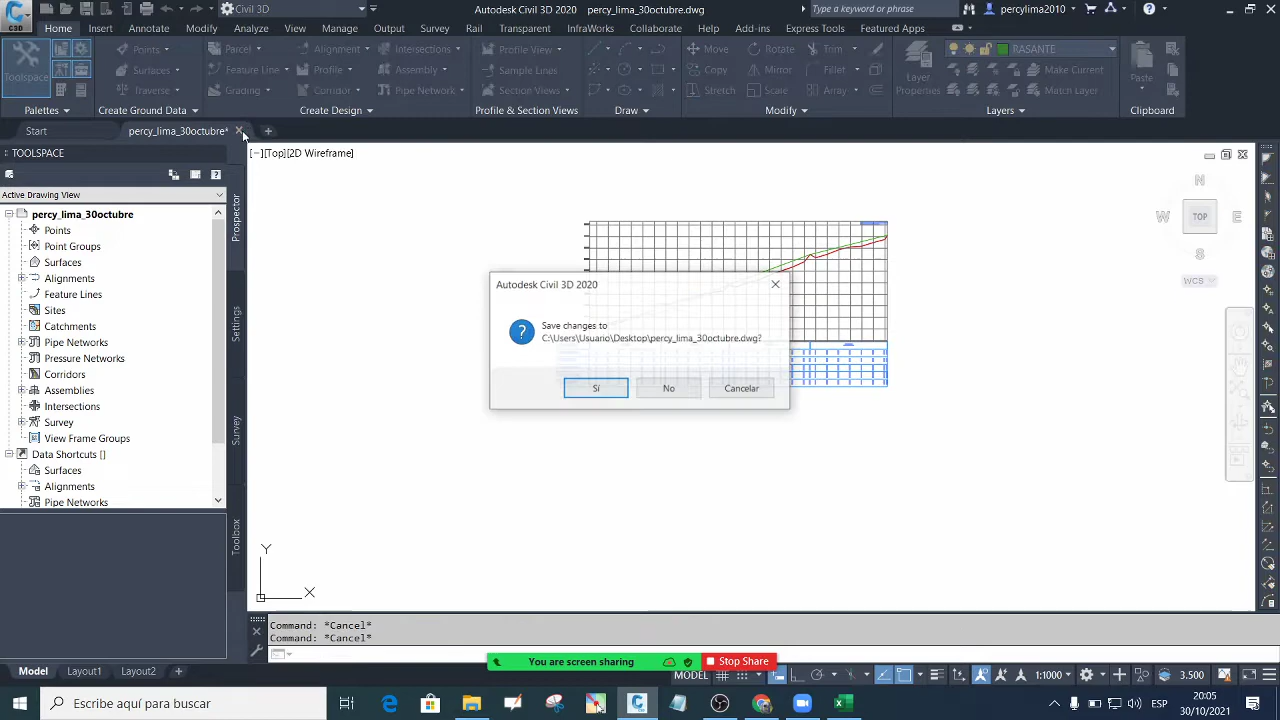 C3D
Civil 3D
Autodesk Civil 3D 2020 percy_lima_30octubre.dwg
Type a keyword or phrase
percylima2010
Home Insert Annotate Modify Analyze View Manage Output Survey Rail Transparent InfraWorks Collaborate Help Add-ins Express Tools Featured Apps
Toolspace
Points
Surfaces
Traverse
Parcel
Feature Line
Grading
Alignment
Profile
Corridor
Intersections
Assembly
Pipe Network
Profile View
Sample Lines
Section Views
Move
Copy
Stretch
Rotate
Mirror
Scale
Trim
Fillet
Array
Layer
Properties
RASANTE
Make Current
Match Layer
Paste
Palettes
Create Ground Data
Create Design
Profile & Section Views
Draw
Modify
Layers
Clipboard
Start
percy_lima_30octubre*
TOOLSPACE
Active Drawing View
percy_lima_30octubre
Points
Point Groups
Surfaces
Alignments
Feature Lines
Sites
Catchments
Pipe Networks
Pressure Networks
Corridors
Assemblies
Intersections
Survey
View Frame Groups
Data Shortcuts []
Surfaces
Alignments
Pipe Networks
Prospector
Settings
Survey
Toolbox
[−][Top][2D Wireframe]
N
W
TOP
E
S
WCS
Autodesk Civil 3D 2020
Save changes to
C:\Users\Usuario\Desktop\percy_lima_30octubre.dwg?
Sí
No
Cancelar
Y
X
Command: *Cancel*
Command: *Cancel*
You are screen sharing
Stop Share
Model
Layout1
Layout2
MODEL
1:1000
3.500
Escribe aquí para buscar
ESP
20:05
30/10/2021